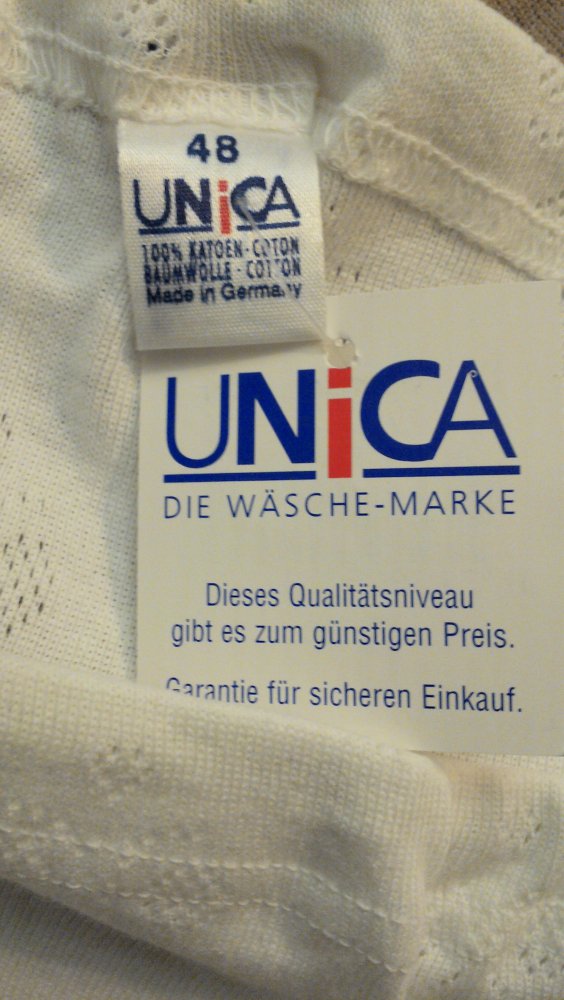 48
UNiCA
100% KATOEN-COTON
BAUMWOLLE-COTTON
Made in Germany
UNiCA
DIE WÄSCHE-MARKE
Dieses Qualitätsniveau
gibt es zum günstigen Preis.
Garantie für sicheren Einkauf.